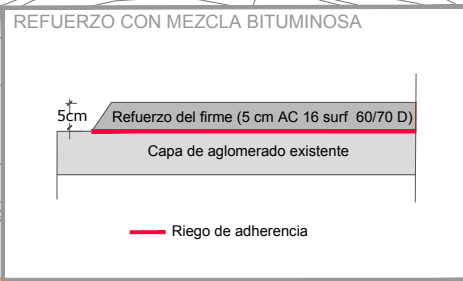 REFUERZO CON MEZCLA BITUMINOSA
5cm
Refuerzo del firme (5 cm AC 16 surf 60/70 D)
Capa de aglomerado existente
Riego de adherencia